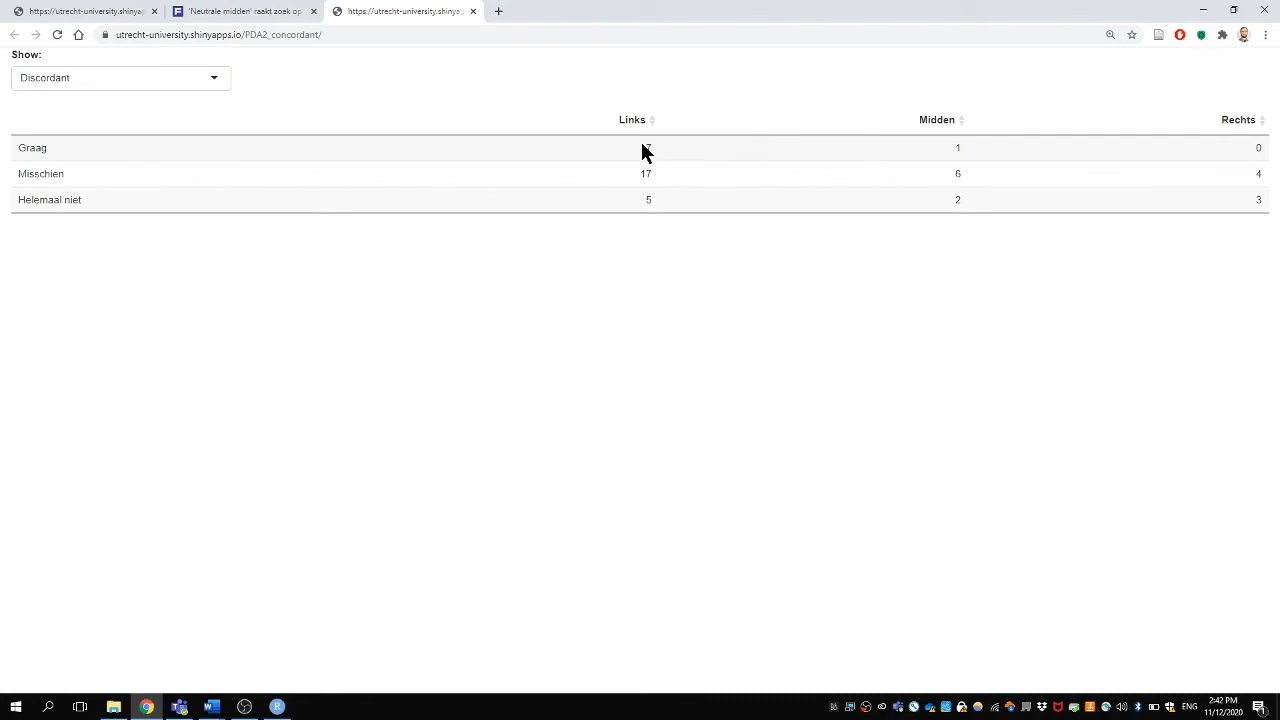 https://utrecht-university.shinyap
'Neutrale midden' raakt zoek op
https://utrecht-university.shinyap
utrecht-university.shinyapps.io/PDA2_concordant/
Show:
Discordant
Links Midden Rechts
Graag 1 0
Misschien 17 6 4
Helemaal niet 5 2 3
ENG
2:42 PM
11/12/2020